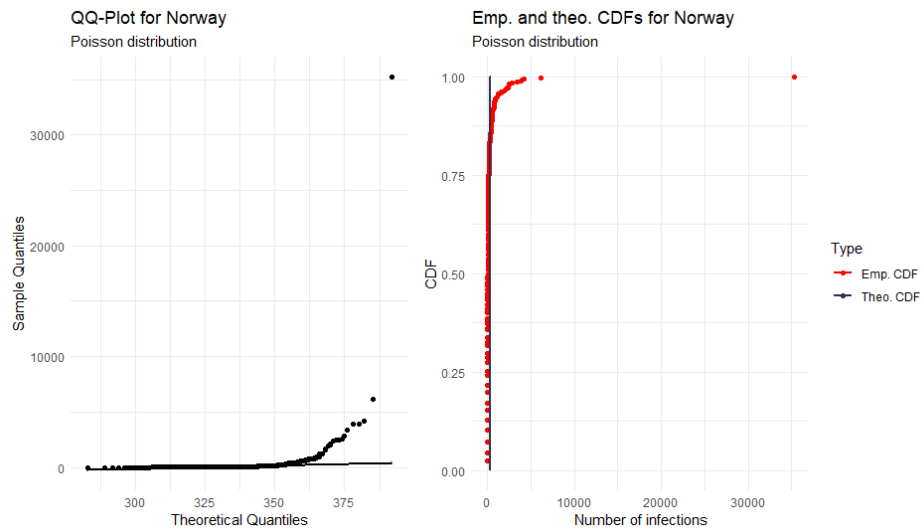 QQ-Plot for Norway
Poisson distribution
Sample Quantiles
30000
20000
10000
0
300
325
350
375
Theoretical Quantiles
Emp. and theo. CDFs for Norway
Poisson distribution
CDF
1.00
0.75
0.50
0.25
0.00
0
10000
20000
30000
Number of infections
Type
Emp. CDF
Theo. CDF